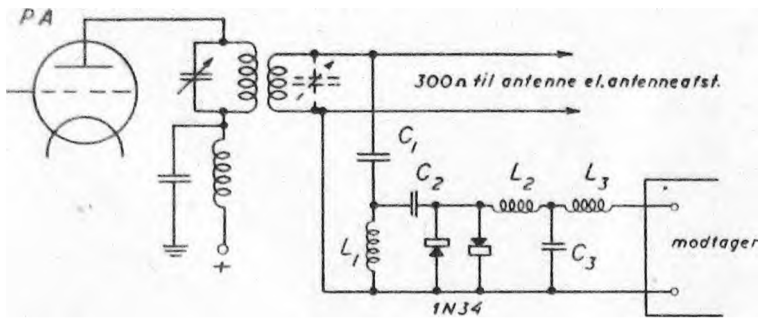 PA
300Ω til antenne el. antenneafst.
C1
C2
L2
L3
L1
C3
modtager
1N34
+